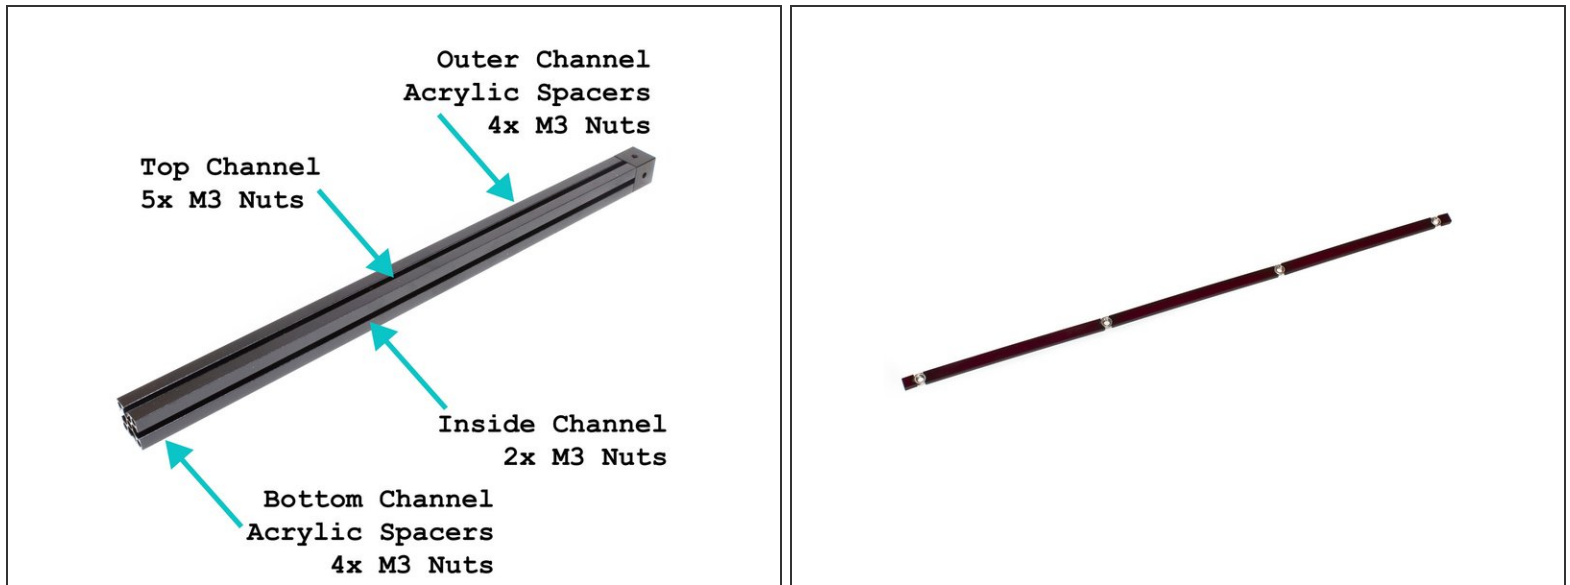 Outer Channel
Acrylic Spacers
4x M3 Nuts
Top Channel
5x M3 Nuts
Inside Channel
2x M3 Nuts
Bottom Channel
Acrylic Spacers
4x M3 Nuts